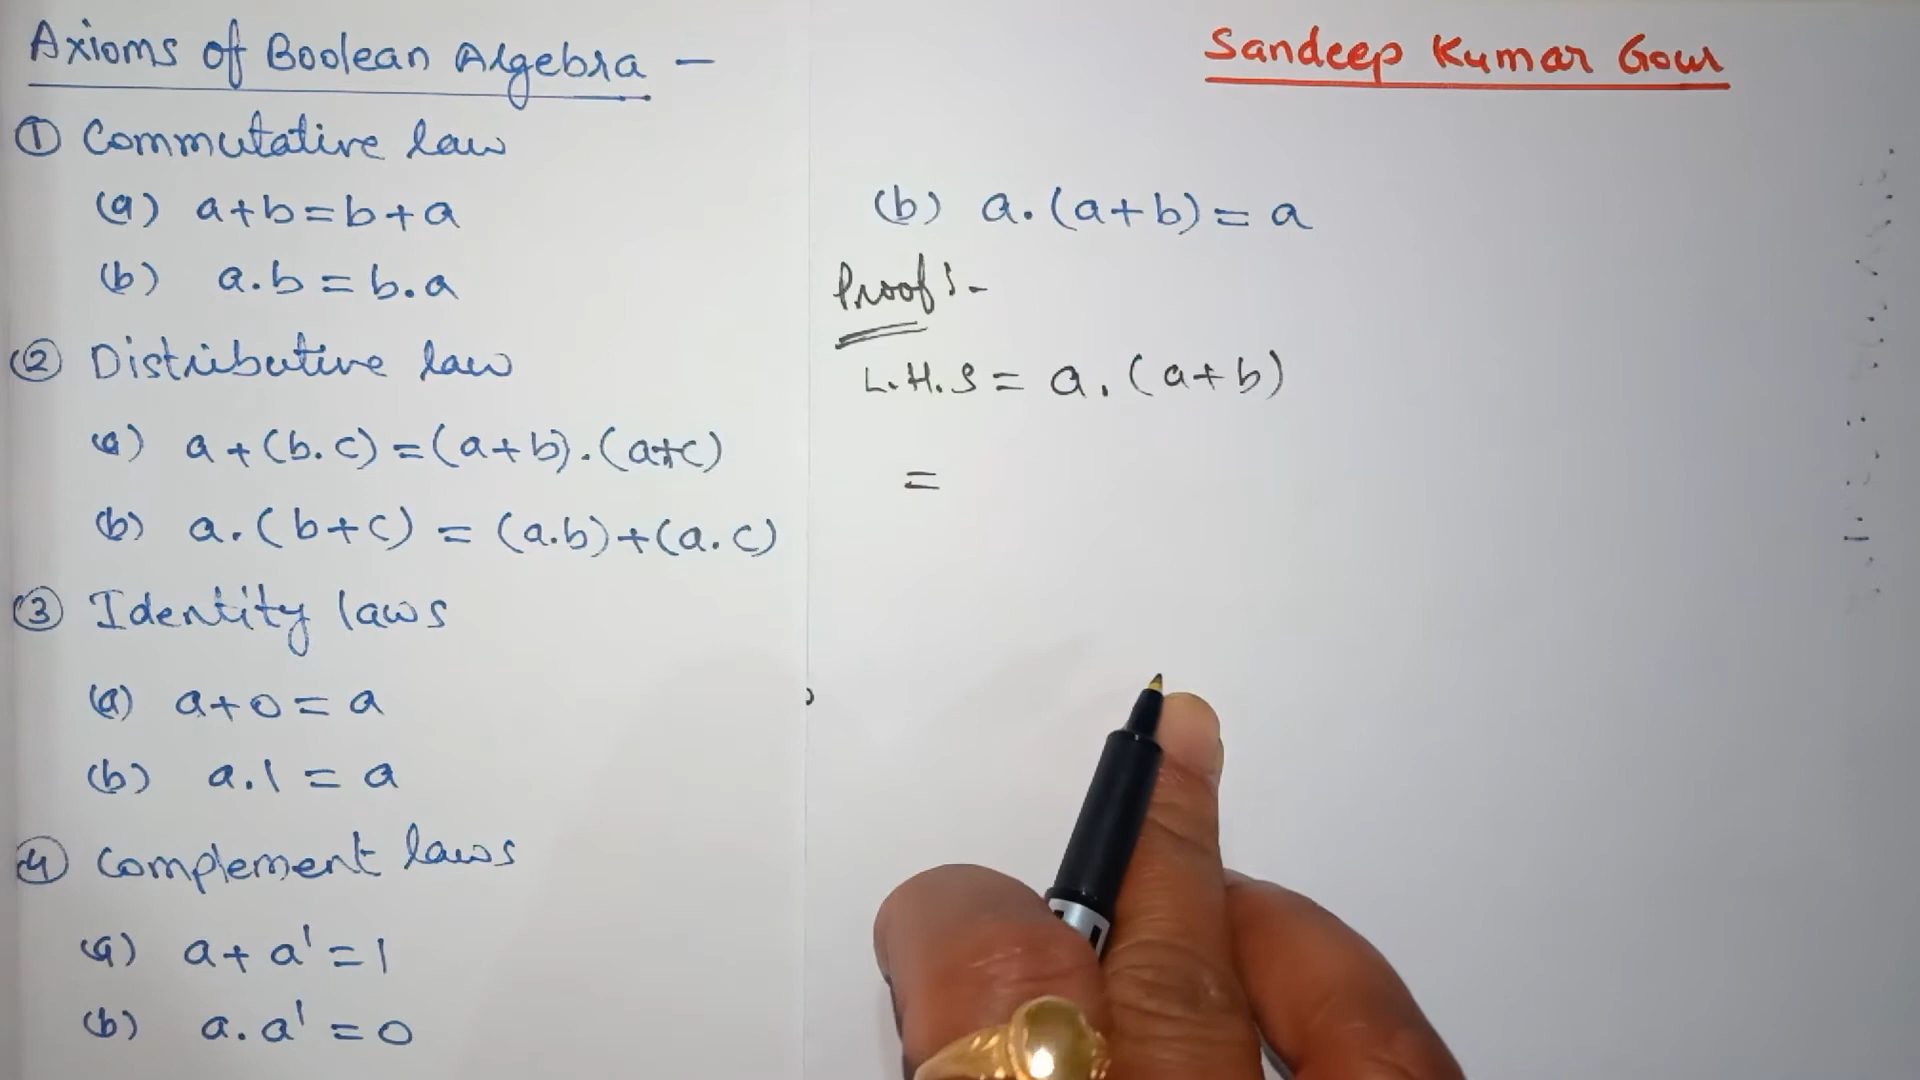 Axioms of Boolean Algebra -
① Commutative law
(a) a+b=b+a
(b) a.b=b.a
② Distributive law
(a) a+(b.c)=(a+b).(a+c)
(b) a.(b+c) = (a.b)+(a.c)
③ Identity laws
(a) a+0=a
(b) a.1=a
④ Complement laws
(a) a+a'=1
(b) a.a'=0
Sandeep Kumar Gour
(b) a.(a+b)=a
Proof:-
L.H.S = a.(a+b)
=